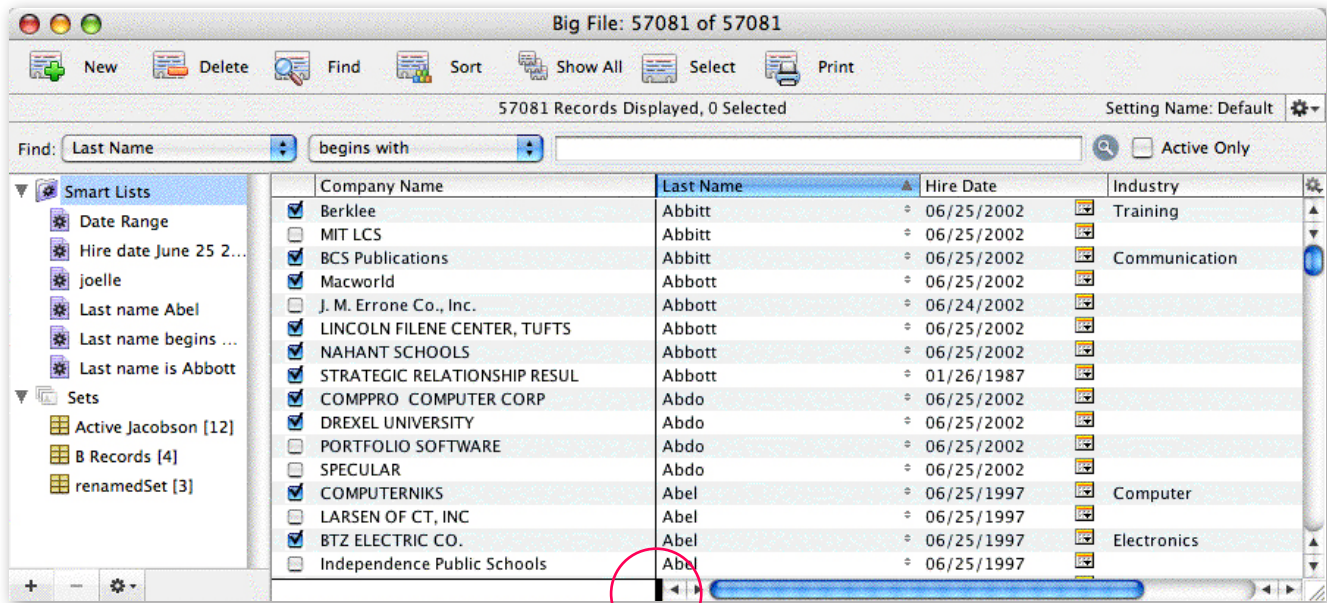 Big File: 57081 of 57081
New Delete Find Sort Show All Select Print
57081 Records Displayed, 0 Selected Setting Name: Default
Find: Last Name begins with Active Only
Smart Lists
Date Range
Hire date June 25 2...
joelle
Last name Abel
Last name begins ...
Last name is Abbott
Sets
Active Jacobson [12]
B Records [4]
renamedSet [3]
Company Name Last Name Hire Date Industry
Berklee Abbitt 06/25/2002 Training
MIT LCS Abbitt 06/25/2002
BCS Publications Abbitt 06/25/2002 Communication
Macworld Abbott 06/25/2002
J. M. Errone Co., Inc. Abbott 06/24/2002
LINCOLN FILENE CENTER, TUFTS Abbott 06/25/2002
NAHANT SCHOOLS Abbott 06/25/2002
STRATEGIC RELATIONSHIP RESUL Abbott 01/26/1987
COMPPRO COMPUTER CORP Abdo 06/25/2002
DREXEL UNIVERSITY Abdo 06/25/2002
PORTFOLIO SOFTWARE Abdo 06/25/2002
SPECULAR Abdo 06/25/2002
COMPUTERNIKS Abel 06/25/1997 Computer
LARSEN OF CT, INC Abel 06/25/1997
BTZ ELECTRIC CO. Abel 06/25/1997 Electronics
Independence Public Schools Abel 06/25/1997